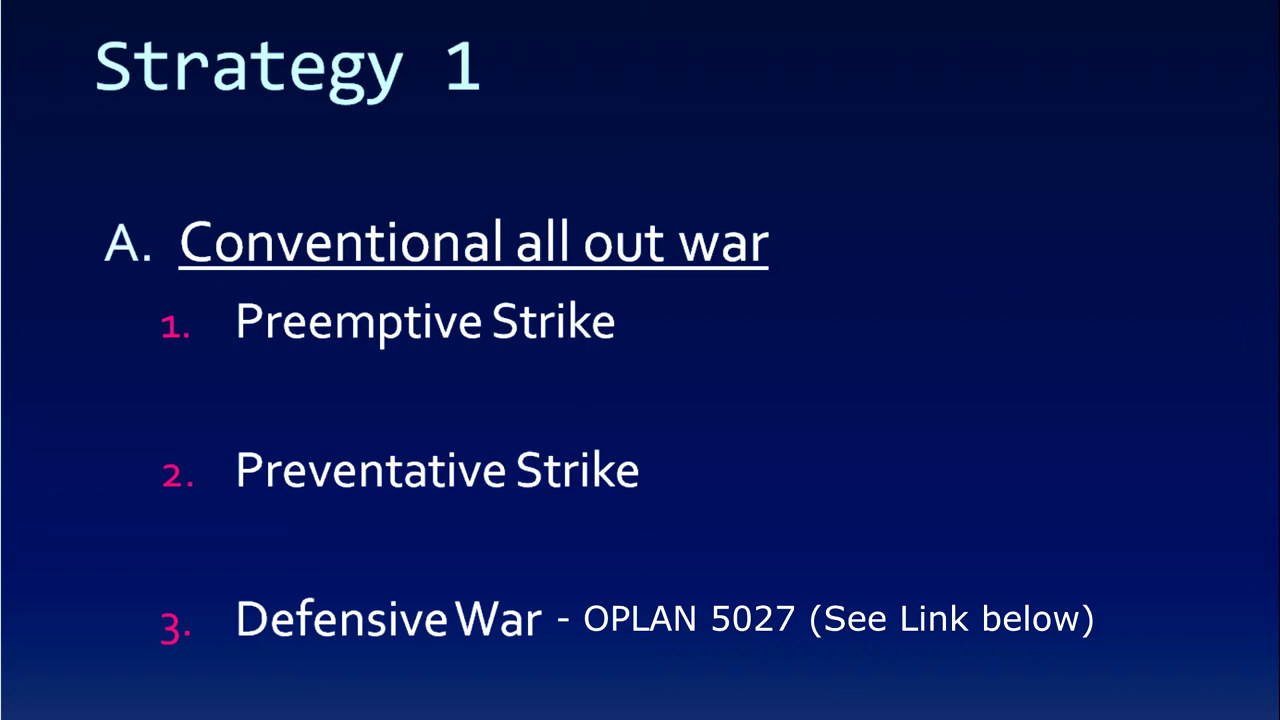 Strategy 1
A. Conventional all out war
1. Preemptive Strike
2. Preventative Strike
3. Defensive War - OPLAN 5027 (See Link below)